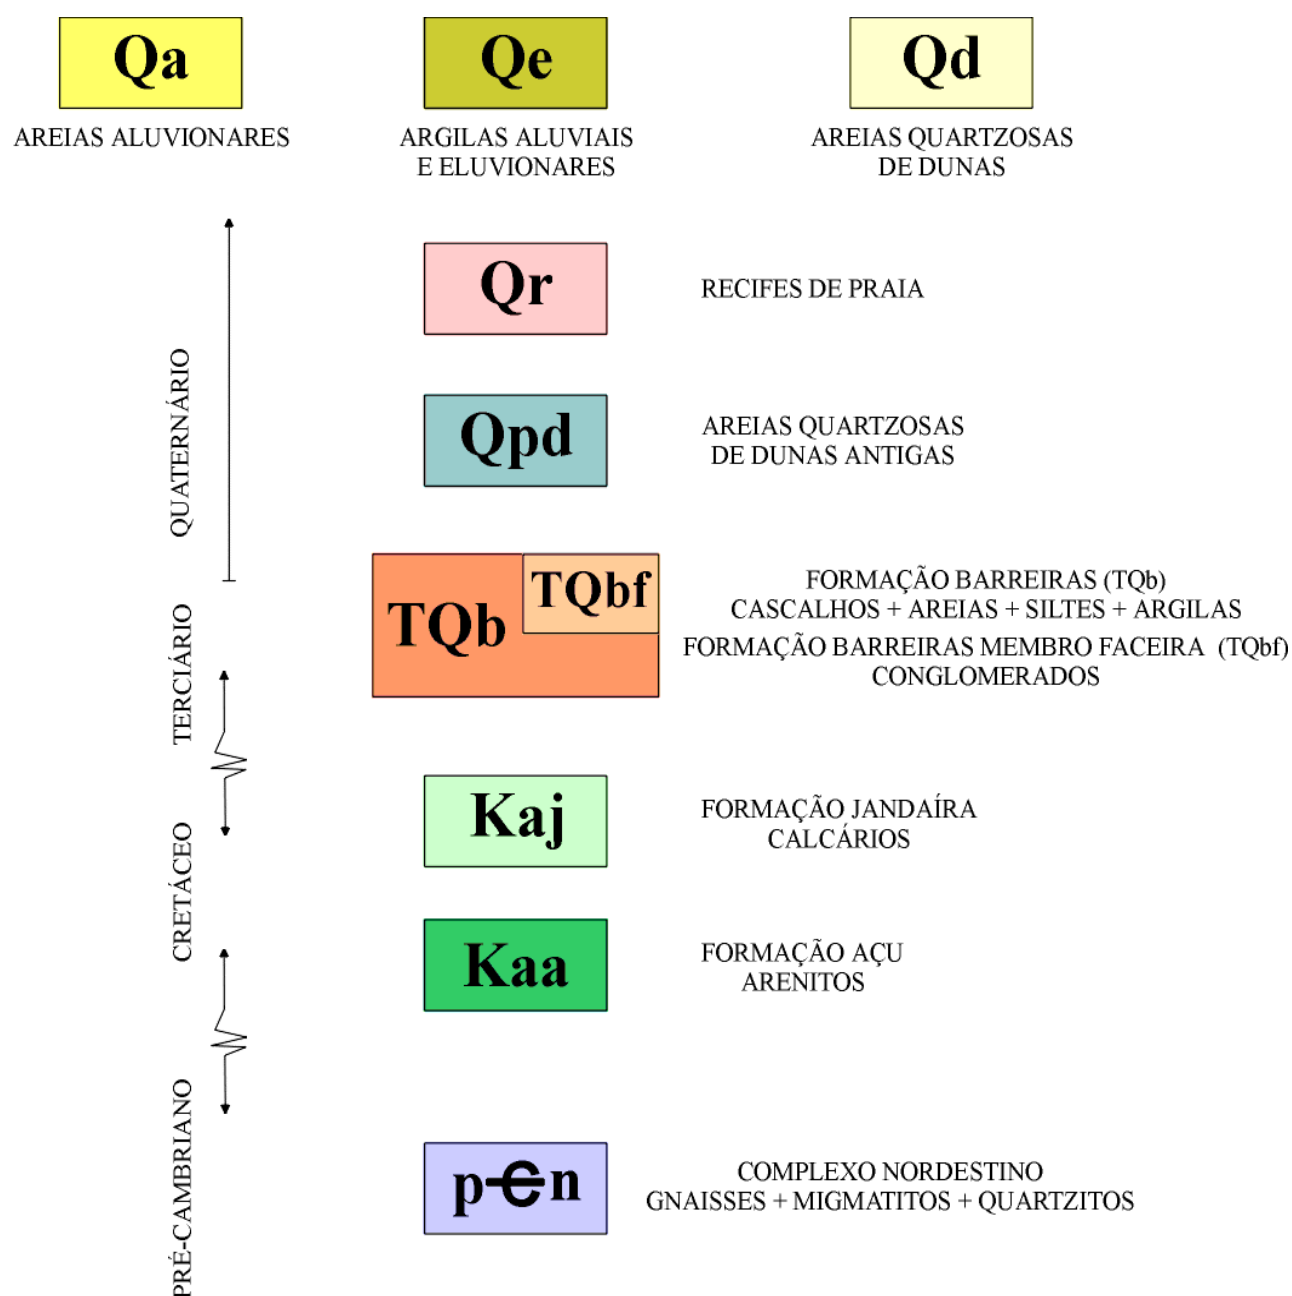 Qa
Qe
Qd
AREIAS ALUVIONARES
ARGILAS ALUVIAIS
E ELUVIONARES
AREIAS QUARTZOSAS
DE DUNAS
QUATERNÁRIO
Qr
RECIFES DE PRAIA
Qpd
AREIAS QUARTZOSAS
DE DUNAS ANTIGAS
TERCIÁRIO
TQb
TQbf
FORMAÇÃO BARREIRAS (TQb)
CASCALHOS + AREIAS + SILTES + ARGILAS
FORMAÇÃO BARREIRAS MEMBRO FACEIRA (TQbf)
CONGLOMERADOS
CRETÁCEO
Kaj
FORMAÇÃO JANDAÍRA
CALCÁRIOS
Kaa
FORMAÇÃO AÇU
ARENITOS
PRÉ-CAMBRIANO
p-Є-n
COMPLEXO NORDESTINO
GNAISSES + MIGMATITOS + QUARTZITOS